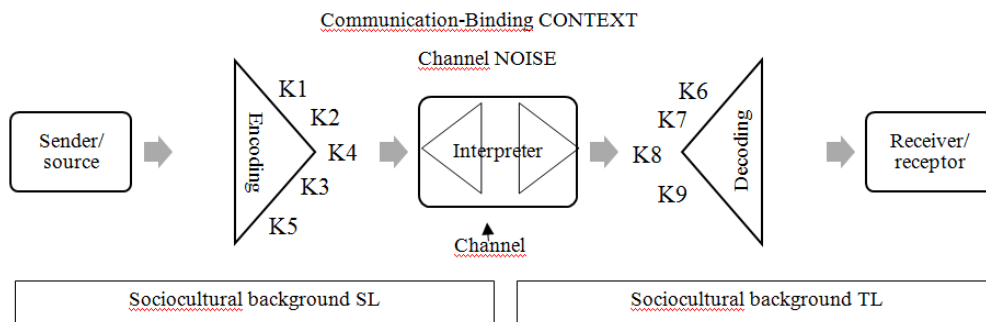 Communication-Binding CONTEXT
Channel NOISE
Sender/
source
Encoding
K1
K2
K4
K3
K5
Interpreter
Channel
K6
K7
K8
K9
Decoding
Receiver/
receptor
Sociocultural background SL
Sociocultural background TL